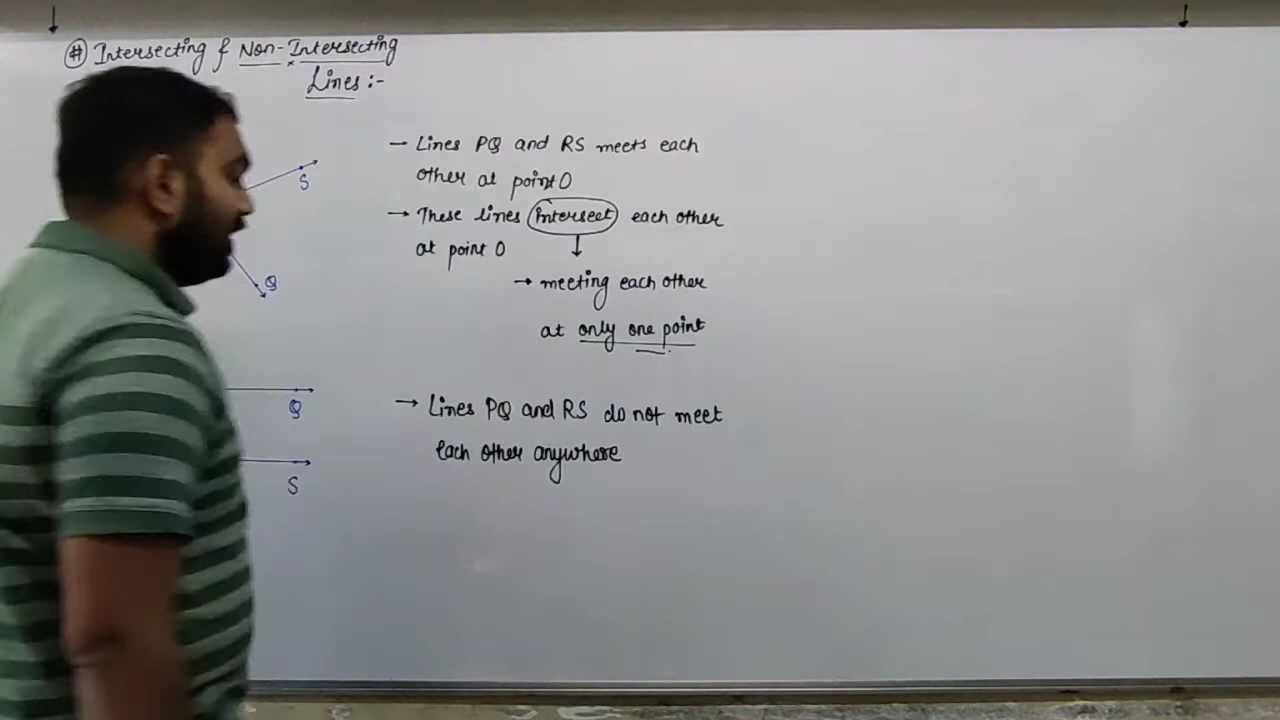 # Intersecting & Non-Intersecting
Lines :-
S
→ Lines PQ and RS meets each
other at point O
→ These lines intersect each other
at point O
Q
→ meeting each other
at only one point
Q
→ Lines PQ and RS do not meet
each other anywhere
S